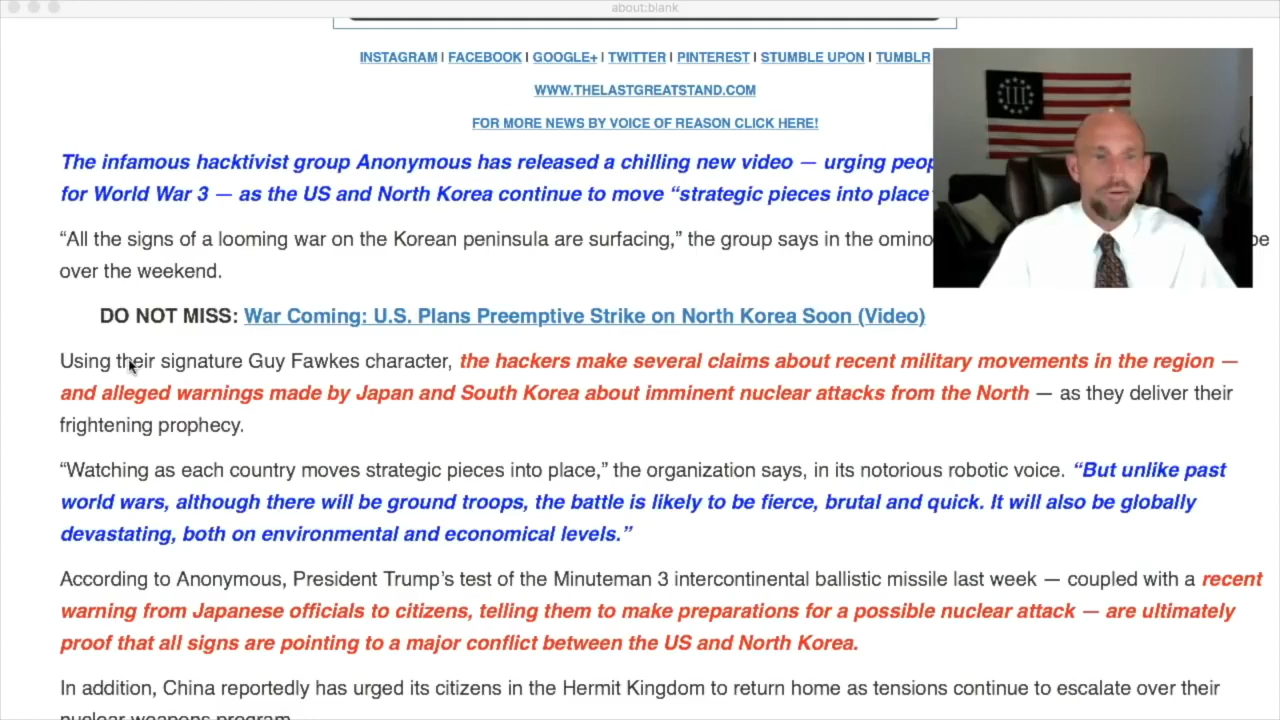 about:blank
INSTAGRAM | FACEBOOK | GOOGLE+ | TWITTER | PINTEREST | STUMBLE UPON | TUMBLR
WWW.THELASTGREATSTAND.COM
FOR MORE NEWS BY VOICE OF REASON CLICK HERE!
The infamous hacktivist group Anonymous has released a chilling new video — urging
for World War 3 — as the US and North Korea continue to move “strategic pieces into place
“All the signs of a looming war on the Korean peninsula are surfacing,” the group says in the
over the weekend.
DO NOT MISS: War Coming: U.S. Plans Preemptive Strike on North Korea Soon (Video)
Using their signature Guy Fawkes character, the hackers make several claims about recent military movements in the region —
and alleged warnings made by Japan and South Korea about imminent nuclear attacks from the North — as they deliver their
frightening prophecy.
“Watching as each country moves strategic pieces into place,” the organization says, in its notorious robotic voice. “But unlike past
world wars, although there will be ground troops, the battle is likely to be fierce, brutal and quick. It will also be globally
devastating, both on environmental and economical levels.”
According to Anonymous, President Trump’s test of the Minuteman 3 intercontinental ballistic missile last week — coupled with a recent
warning from Japanese officials to citizens, telling them to make preparations for a possible nuclear attack — are ultimately
proof that all signs are pointing to a major conflict between the US and North Korea.
In addition, China reportedly has urged its citizens in the Hermit Kingdom to return home as tensions continue to escalate over their
nuclear weapons program.
III